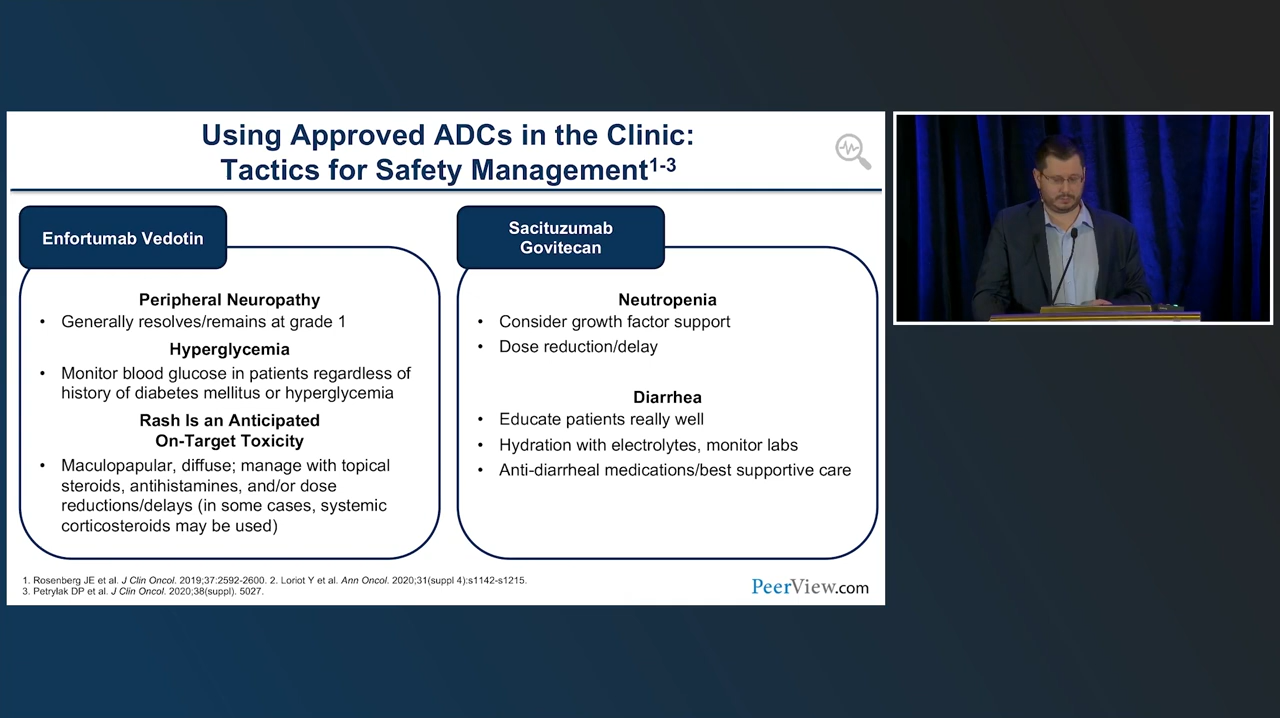 Using Approved ADCs in the Clinic:
Tactics for Safety Management1-3
Enfortumab Vedotin
Peripheral Neuropathy
• Generally resolves/remains at grade 1
Hyperglycemia
• Monitor blood glucose in patients regardless of
history of diabetes mellitus or hyperglycemia
Rash Is an Anticipated
On-Target Toxicity
• Maculopapular, diffuse; manage with topical
steroids, antihistamines, and/or dose
reductions/delays (in some cases, systemic
corticosteroids may be used)
Sacituzumab
Govitecan
Neutropenia
• Consider growth factor support
• Dose reduction/delay
Diarrhea
• Educate patients really well
• Hydration with electrolytes, monitor labs
• Anti-diarrheal medications/best supportive care
1. Rosenberg JE et al. J Clin Oncol. 2019;37:2592-2600. 2. Loriot Y et al. Ann Oncol. 2020;31(suppl 4):s1142-s1215.
3. Petrylak DP et al. J Clin Oncol. 2020;38(suppl). 5027.
PeerView.com